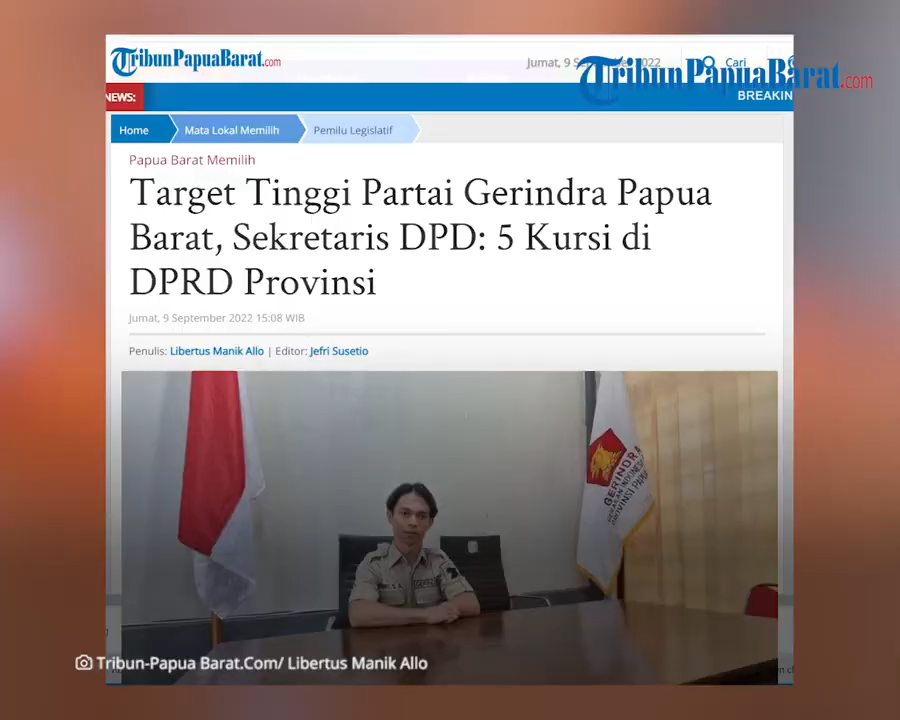 TribunPapuaBarat.com
Jumat, 9 September 2022
Cari
TribunPapuaBarat.com
NEWS:
BREAKIN
Home
Mata Lokal Memilih
Pemilu Legislatif
Papua Barat Memilih
Target Tinggi Partai Gerindra Papua
Barat, Sekretaris DPD: 5 Kursi di
DPRD Provinsi
Jumat, 9 September 2022 15:08 WIB
Penulis: Libertus Manik Allo | Editor: Jefri Susetio
GERINDRA
Tribun-Papua Barat.Com/ Libertus Manik Allo